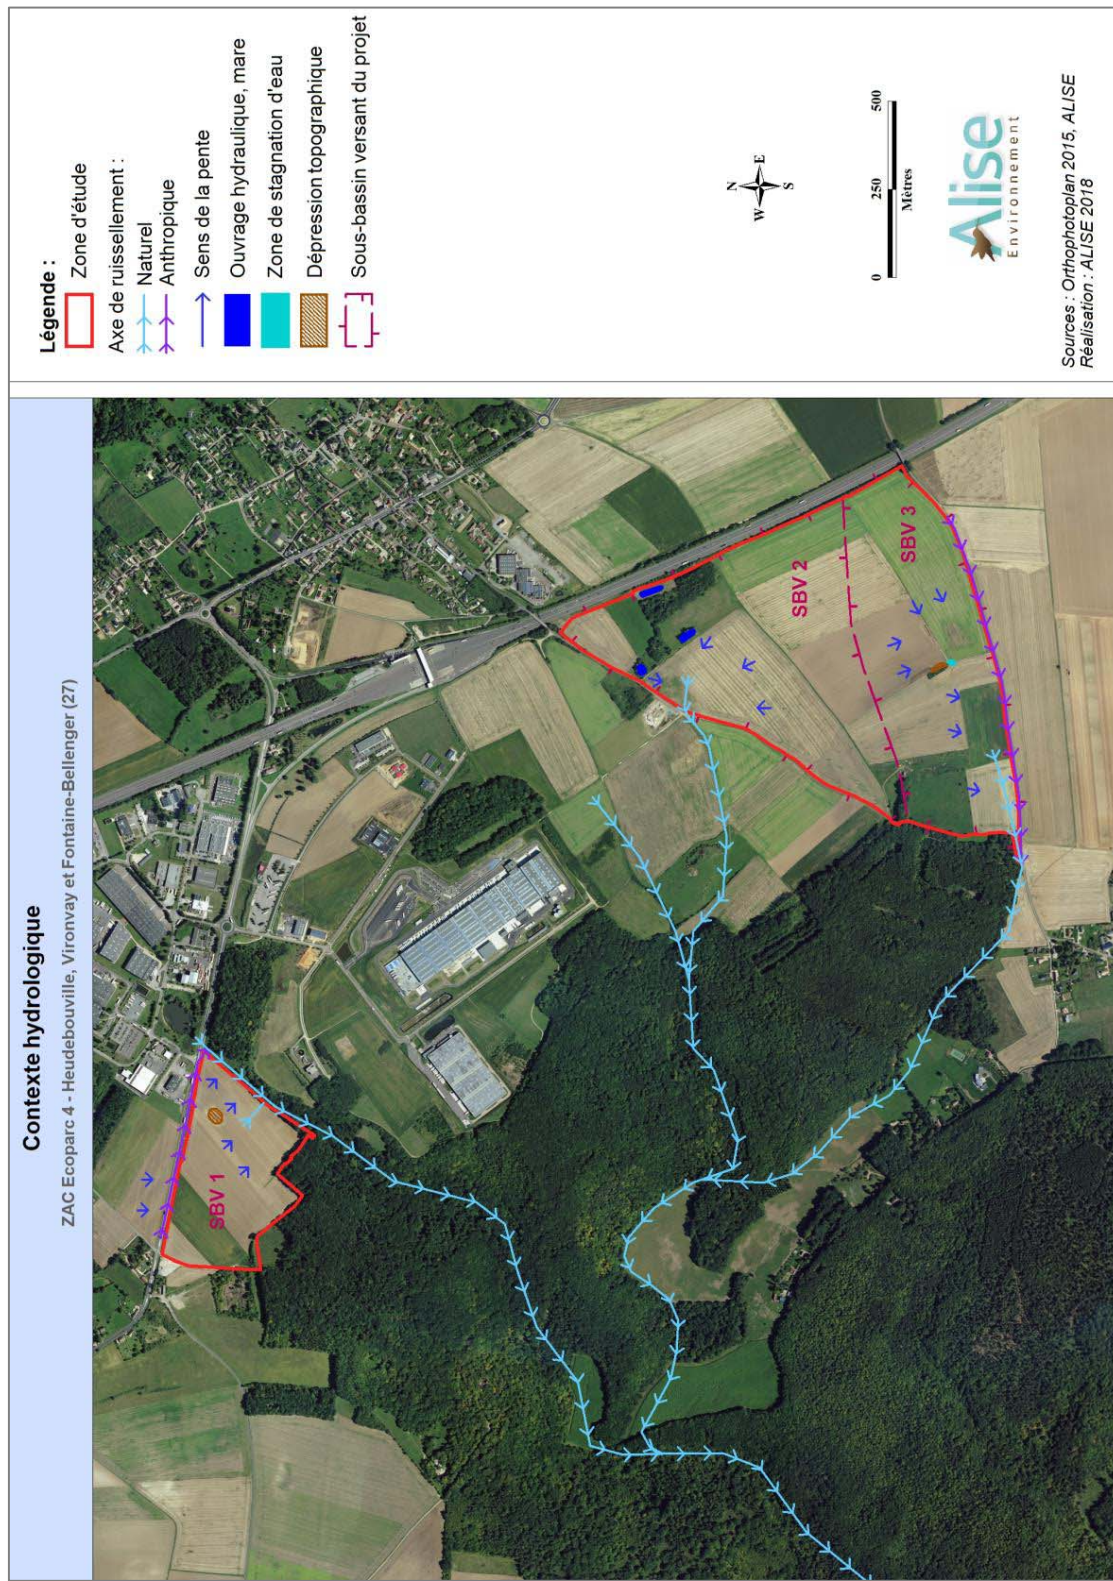 Contexte hydrologique
ZAC Ecoparc 4 - Heudebouville, Vironvay et Fontaine-Bellenger (27)
SBV 1
SBV 2
SBV 3
Légende :
Zone d'étude
Axe de ruissellement :
Naturel
Anthropique
Sens de la pente
Ouvrage hydraulique, mare
Zone de stagnation d'eau
Dépression topographique
Sous-bassin versant du projet
N
W E
S
0 250 500
Mètres
Alise
Environnement
Sources : Orthophotoplan 2015, ALISE
Réalisation : ALISE 2018